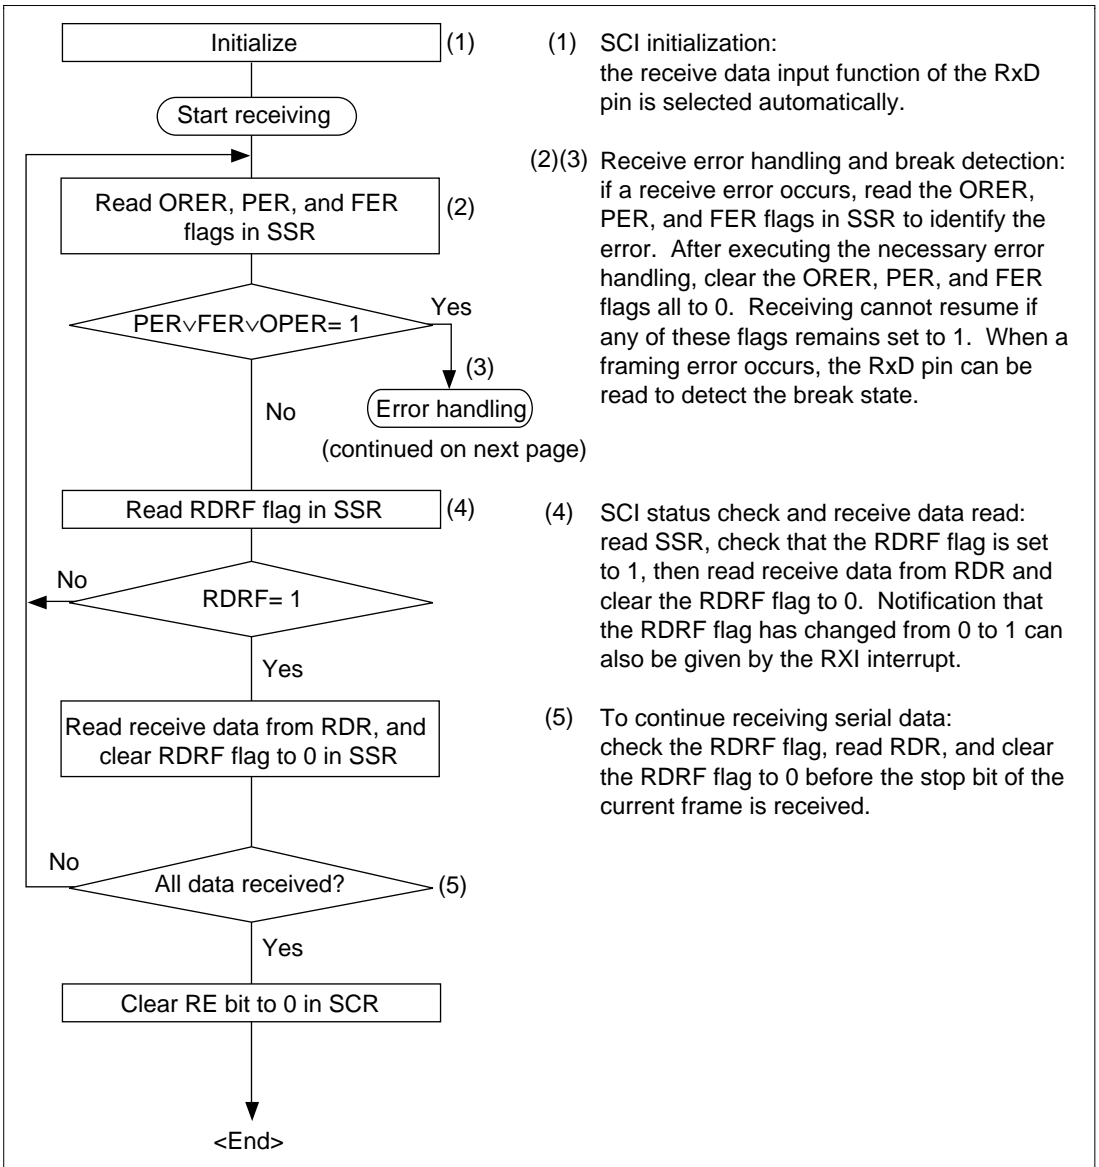 Initialize
(1)
Start receiving
Read ORER, PER, and FER
flags in SSR
(2)
PER∨FER∨OPER= 1
Yes
(3)
Error handling
(continued on next page)
No
Read RDRF flag in SSR
(4)
No
RDRF= 1
Yes
Read receive data from RDR, and
clear RDRF flag to 0 in SSR
No
All data received?
(5)
Yes
Clear RE bit to 0 in SCR
<End>
(1) SCI initialization:
the receive data input function of the RxD
pin is selected automatically.
(2)(3) Receive error handling and break detection:
if a receive error occurs, read the ORER,
PER, and FER flags in SSR to identify the
error. After executing the necessary error
handling, clear the ORER, PER, and FER
flags all to 0. Receiving cannot resume if
any of these flags remains set to 1. When a
framing error occurs, the RxD pin can be
read to detect the break state.
(4) SCI status check and receive data read:
read SSR, check that the RDRF flag is set
to 1, then read receive data from RDR and
clear the RDRF flag to 0. Notification that
the RDRF flag has changed from 0 to 1 can
also be given by the RXI interrupt.
(5) To continue receiving serial data:
check the RDRF flag, read RDR, and clear
the RDRF flag to 0 before the stop bit of the
current frame is received.